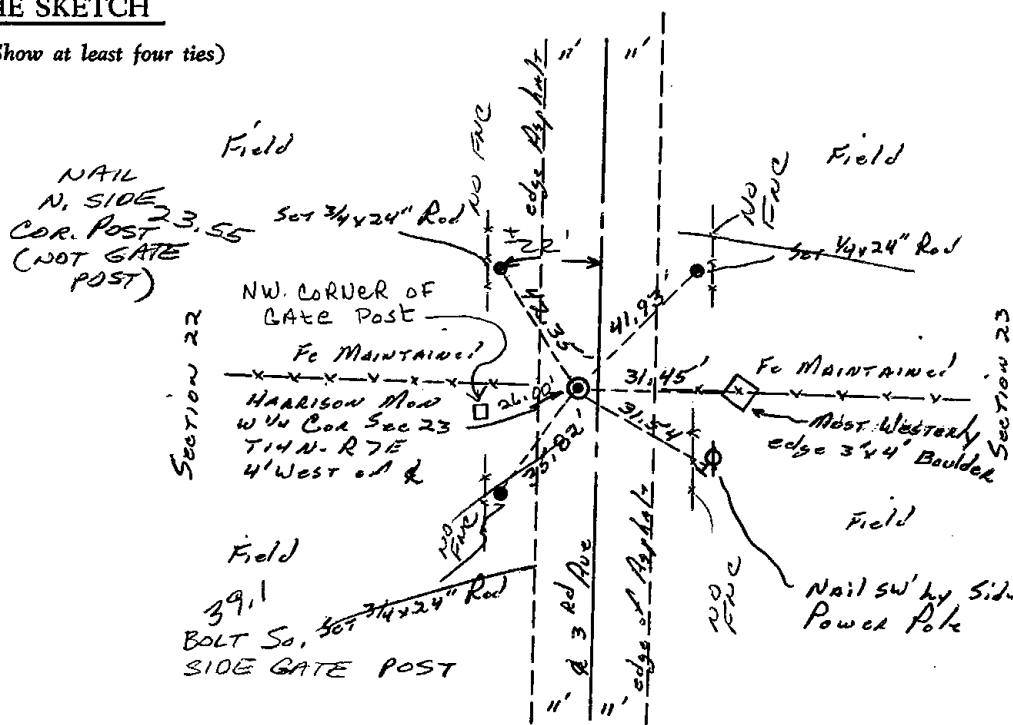 HE SKETCH
Show at least four ties)
11' 11'
edge Asphalt
NO FNC
Field
NAIL
N. SIDE
COR. POST 23.55
(NOT GATE
POST)
Set 3/4x24" Rod
±22'
NO
FNC
Field
Set 1/4x24" Rod
NW. CORNER OF
GAtE Post
41.93'
Section 22
Fc MAINTAINED
26.00'
31.45'
Fc MAINTAINED
Section 23
HARRISON MON
W 1/4 Cor Sec 23
T14N. R7E
4' West of ℄
35.82'
31.54
Most Westerly
edge 3'x4' Boulder
NO
FNC
Field
39.1
BOLT So.
SIDE GATE POST
Set 3/4x24" Rod
℄ 3 Rd Ave
edge of Asphalt
NO
FNC
Field
Nail SW'ly Side
Power Pole
11' 11'